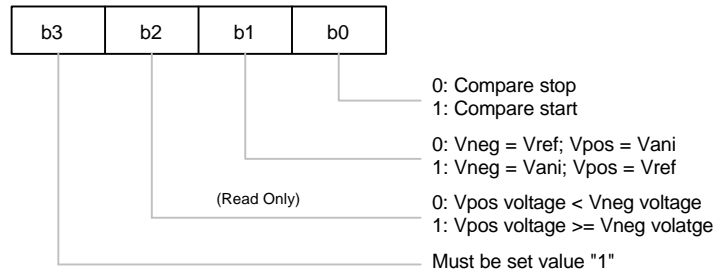 b3 b2 b1 b0
0: Compare stop
1: Compare start
0: Vneg = Vref; Vpos = Vani
1: Vneg = Vani; Vpos = Vref
(Read Only)
0: Vpos voltage < Vneg voltage
1: Vpos voltage >= Vneg volatge
Must be set value "1"